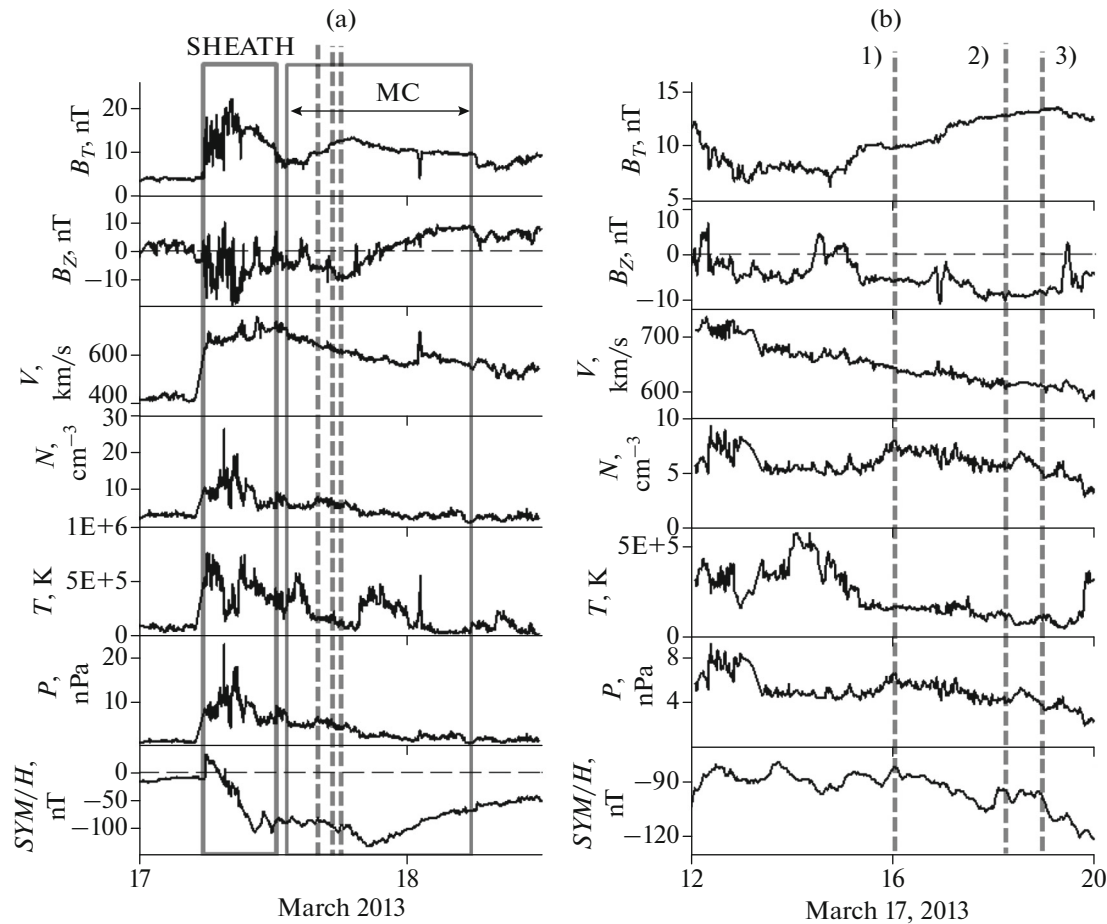 (a)
SHEATH
MC
B_T, nT
20
10
0
B_Z, nT
10
0
−10
V, km/s
600
400
N, cm⁻³
30
20
10
T, K
1E+6
5E+5
0
P, nPa
20
10
SYM/H, nT
0
−50
−100
17
18
March 2013
(b)
1)
2)
3)
B_T, nT
15
10
5
B_Z, nT
10
0
−10
V, km/s
700
600
N, cm⁻³
10
5
0
T, K
5E+5
0
P, nPa
8
4
SYM/H, nT
−90
−120
12
14
16
18
20
March 17, 2013